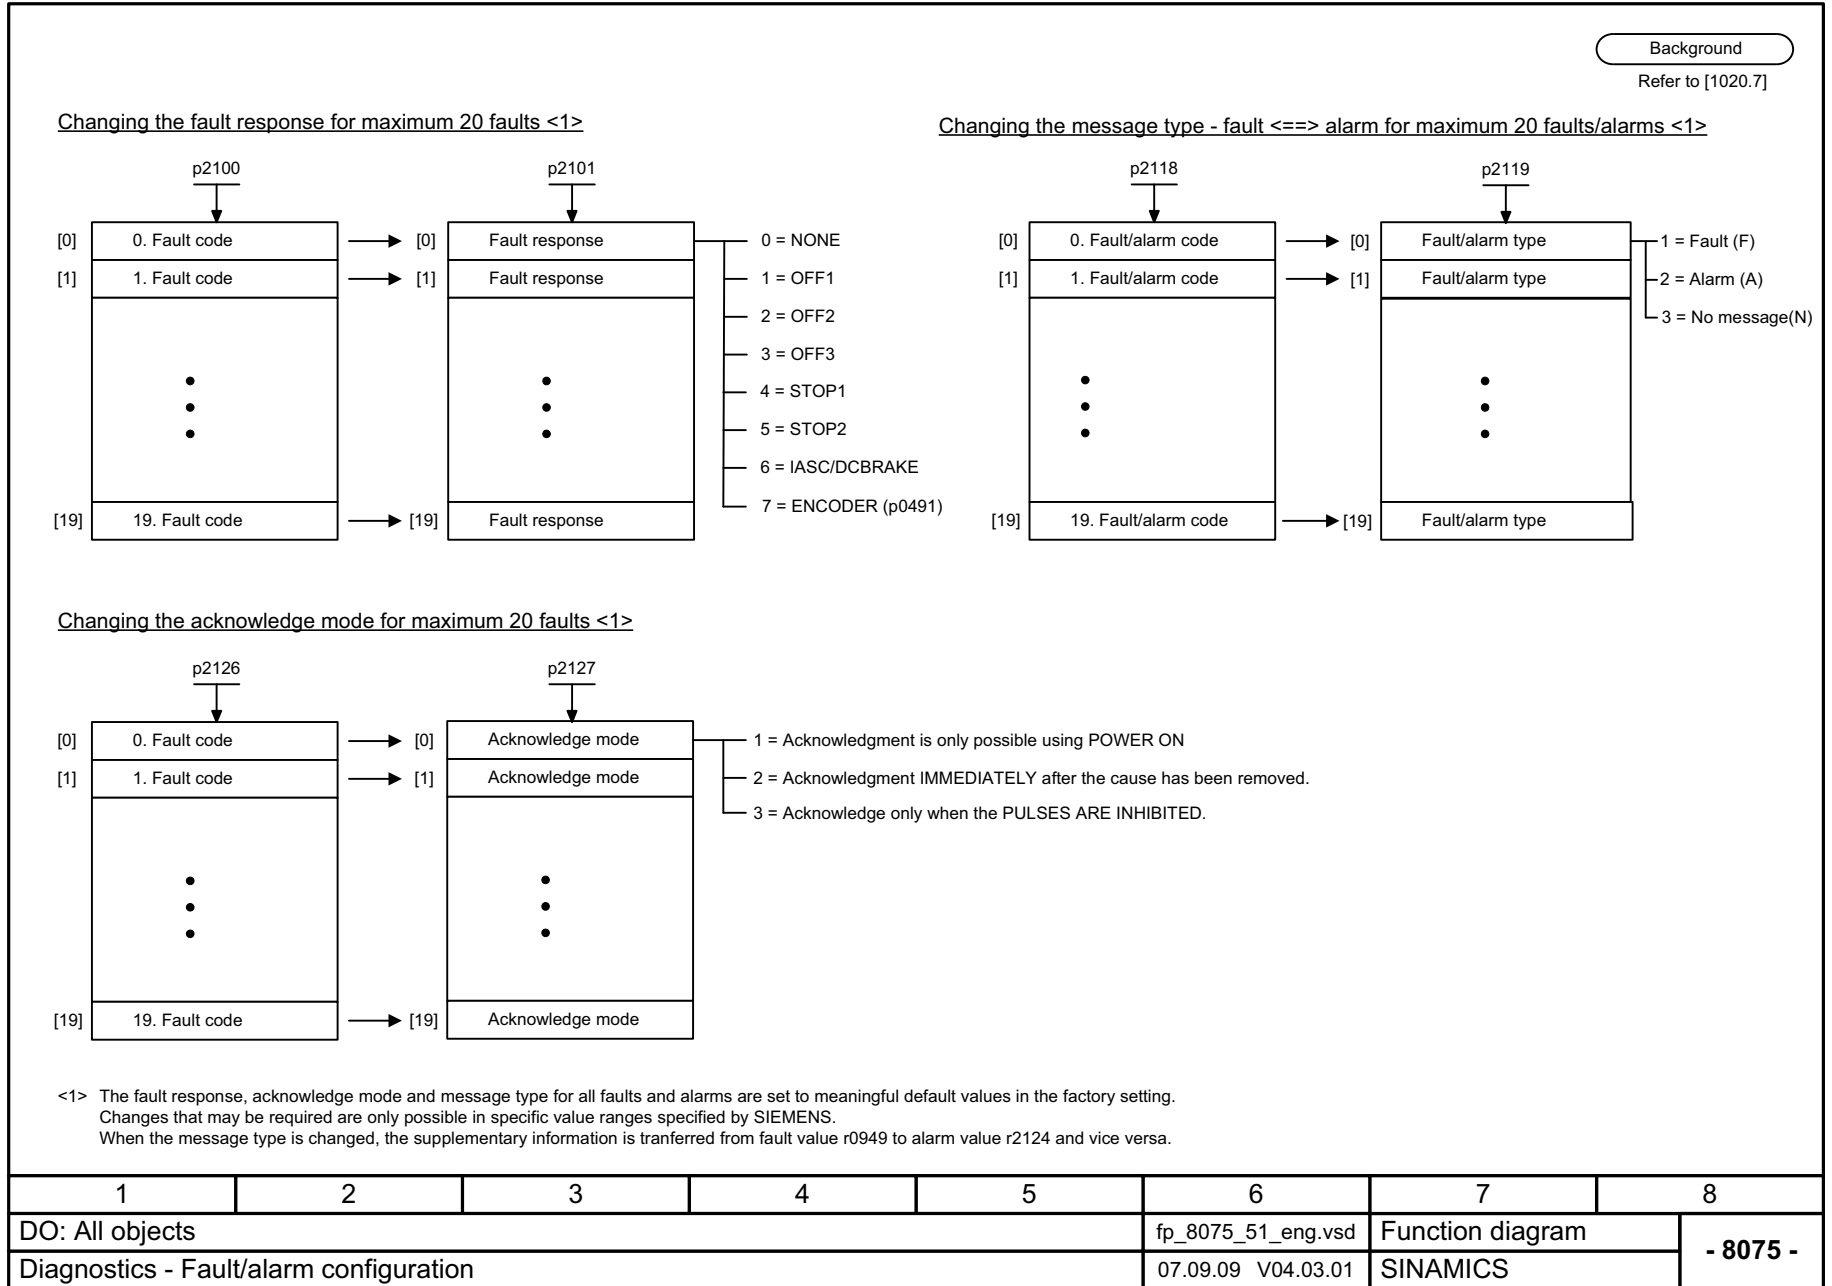 Background
Refer to [1020.7]
Changing the fault response for maximum 20 faults <1>
p2100
p2101
[0] 0. Fault code [0] Fault response 0 = NONE
[1] 1. Fault code [1] Fault response 1 = OFF1
2 = OFF2
3 = OFF3
4 = STOP1
5 = STOP2
6 = IASC/DCBRAKE
7 = ENCODER (p0491)
[19] 19. Fault code [19] Fault response
Changing the message type - fault <==> alarm for maximum 20 faults/alarms <1>
p2118
p2119
[0] 0. Fault/alarm code [0] Fault/alarm type 1 = Fault (F)
[1] 1. Fault/alarm code [1] Fault/alarm type 2 = Alarm (A)
3 = No message(N)
[19] 19. Fault/alarm code [19] Fault/alarm type
Changing the acknowledge mode for maximum 20 faults <1>
p2126
p2127
[0] 0. Fault code [0] Acknowledge mode 1 = Acknowledgment is only possible using POWER ON
[1] 1. Fault code [1] Acknowledge mode 2 = Acknowledgment IMMEDIATELY after the cause has been removed.
3 = Acknowledge only when the PULSES ARE INHIBITED.
[19] 19. Fault code [19] Acknowledge mode
<1> The fault response, acknowledge mode and message type for all faults and alarms are set to meaningful default values in the factory setting.
Changes that may be required are only possible in specific value ranges specified by SIEMENS.
When the message type is changed, the supplementary information is tranferred from fault value r0949 to alarm value r2124 and vice versa.
1 2 3 4 5 6 7 8
DO: All objects fp_8075_51_eng.vsd Function diagram
- 8075 -
Diagnostics - Fault/alarm configuration 07.09.09 V04.03.01 SINAMICS